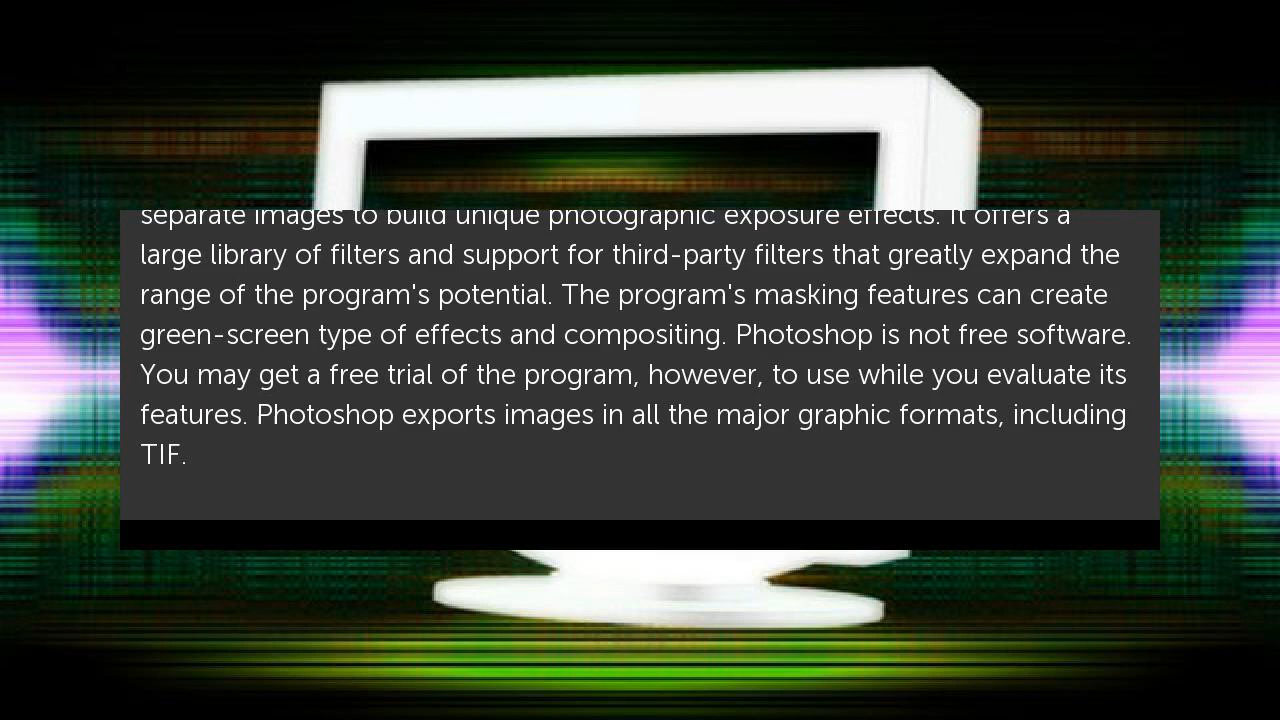 separate images to build unique photographic exposure effects. It offers a
large library of filters and support for third-party filters that greatly expand the
range of the program's potential. The program's masking features can create
green-screen type of effects and compositing. Photoshop is not free software.
You may get a free trial of the program, however, to use while you evaluate its
features. Photoshop exports images in all the major graphic formats, including
TIF.